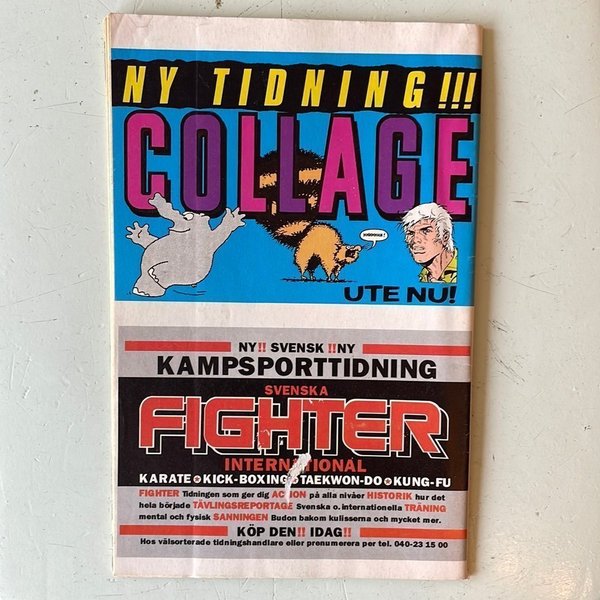 NY TIDNING!!!
COLLAGE
UTE NU!
NY!! SVENSK !!NY
KAMPSPORTTIDNING
SVENSKA
FIGHTER
INTERNATIONAL
KARATE KICK-BOXING TAEKWON-DO KUNG-FU
FIGHTER Tidningen som ger dig ACTION på alla nivåer HISTORIK hur det
hela började TÄVLINGSREPORTAGE Svenska o. internationella TRÄNING
mental och fysisk SANNINGEN Budon bakom kulisserna och mycket mer.
KÖP DEN!! IDAG!!
Hos välsorterade tidningshandlare eller prenumerera per tel. 040-23 15 00